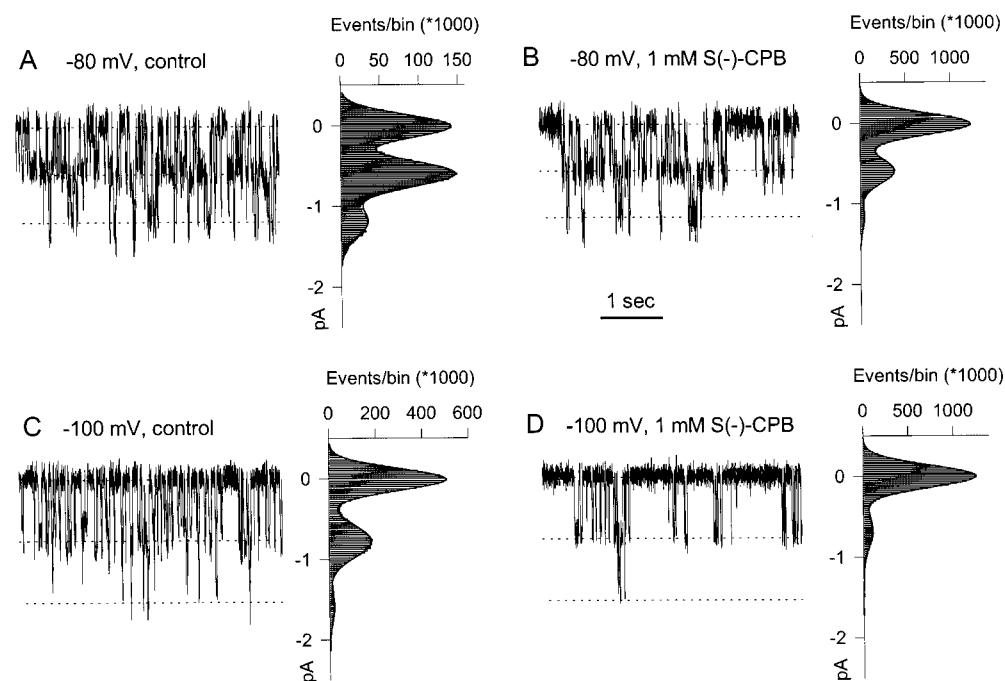 Events/bin (*1000)
A -80 mV, control
0 50 100 150
0
-1
-2
pA
Events/bin (*1000)
B -80 mV, 1 mM S(-)-CPB
0 500 1000
0
-1
-2
pA
1 sec
Events/bin (*1000)
C -100 mV, control
0 200 400 600
0
-1
-2
pA
Events/bin (*1000)
D -100 mV, 1 mM S(-)-CPB
0 500 1000
0
-1
-2
pA